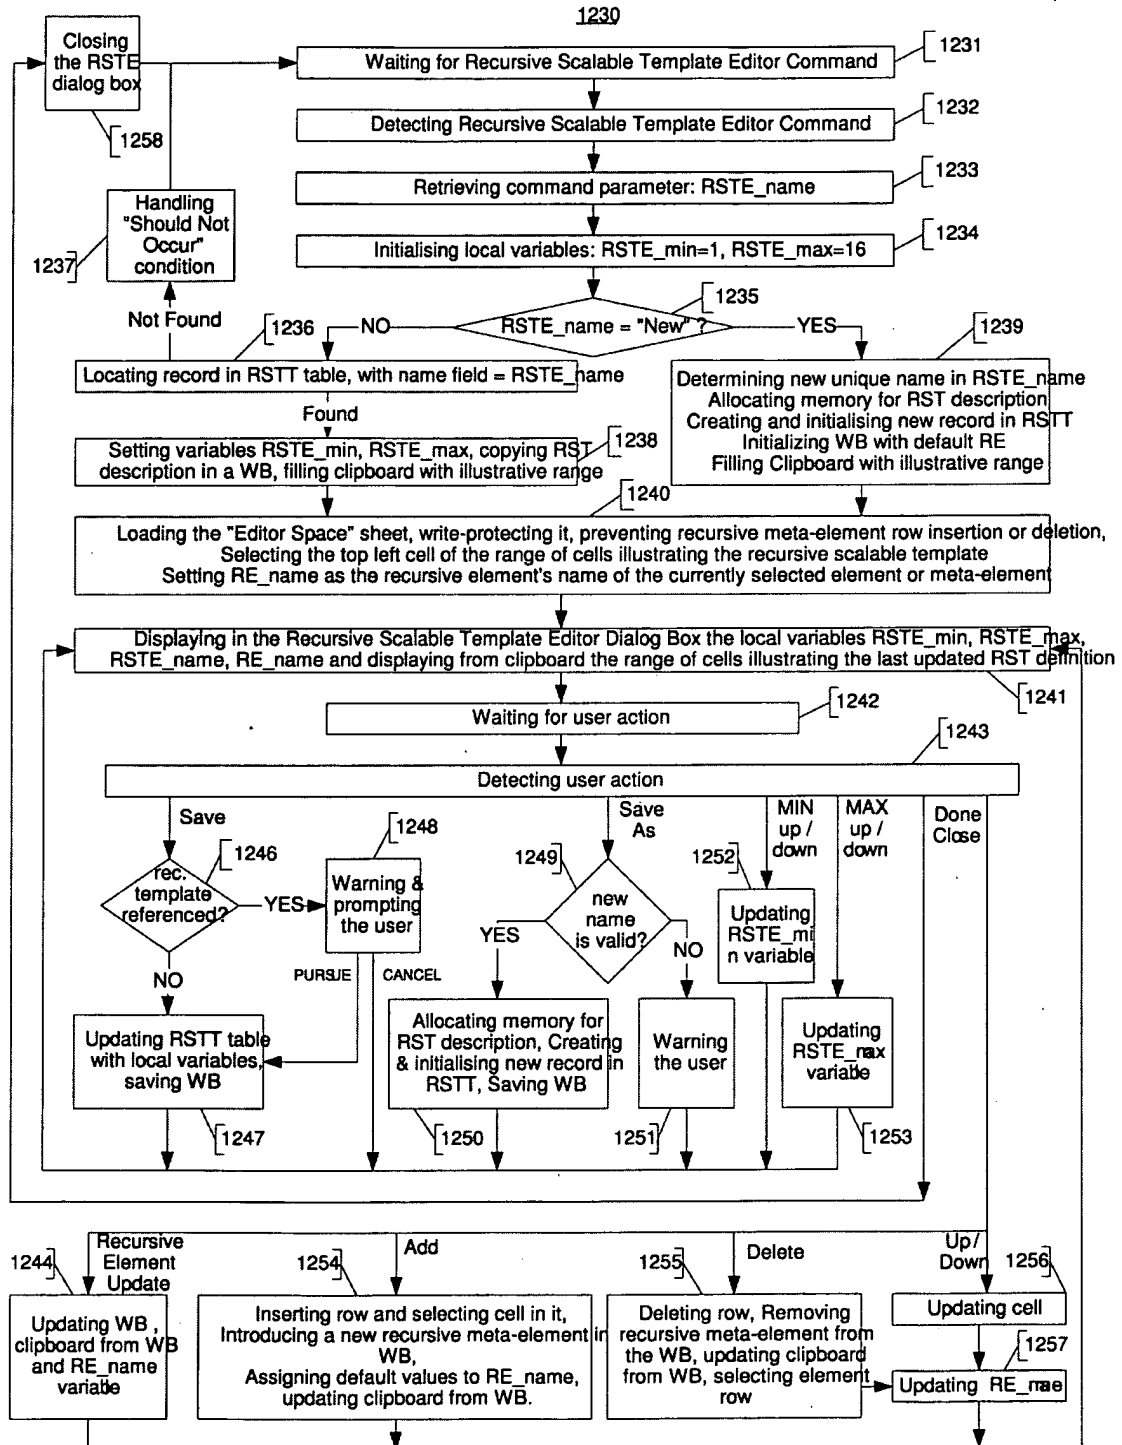 1230
Closing
the RSTE
dialog box
1258
Waiting for Recursive Scalable Template Editor Command
1231
Detecting Recursive Scalable Template Editor Command
1232
Retrieving command parameter: RSTE_name
1233
Initialising local variables: RSTE_min=1, RSTE_max=16
1234
Handling
"Should Not
Occur"
condition
1237
Not Found
1236
NO
RSTE_name = "New" ?
1235
YES
1239
Locating record in RSTT table, with name field = RSTE_name
Found
Setting variables RSTE_min, RSTE_max, copying RST
description in a WB, filling clipboard with illustrative range
1238
Determining new unique name in RSTE_name
Allocating memory for RST description
Creating and initialising new record in RSTT
Initializing WB with default RE
Filling Clipboard with illustrative range
1240
Loading the "Editor Space" sheet, write-protecting it, preventing recursive meta-element row insertion or deletion,
Selecting the top left cell of the range of cells illustrating the recursive scalable template
Setting RE_name as the recursive element's name of the currently selected element or meta-element
Displaying in the Recursive Scalable Template Editor Dialog Box the local variables RSTE_min, RSTE_max,
RSTE_name, RE_name and displaying from clipboard the range of cells illustrating the last updated RST definition
1241
Waiting for user action
1242
1243
Detecting user action
Save
Save
As
MIN
up /
down
MAX
up /
down
Done
Close
1246
rec.
template
referenced?
YES
1248
Warning &
prompting
the user
NO
PURSUE
CANCEL
Updating RSTT table
with local variables,
saving WB
1247
1249
new
name
is valid?
YES
NO
Allocating memory for
RST description, Creating
& initialising new record in
RSTT, Saving WB
1250
Warning
the user
1251
1252
Updating
RSTE_mi
n variable
Updating
RSTE_max
variable
1253
1244
Recursive
Element
Update
Updating WB ,
clipboard from WB
and RE_name
variable
1254
Add
Inserting row and selecting cell in it,
Introducing a new recursive meta-element in
WB,
Assigning default values to RE_name,
updating clipboard from WB.
1255
Delete
Deleting row, Removing
recursive meta-element from
the WB, updating clipboard
from WB, selecting element
row
Up/
Down
1256
Updating cell
1257
Updating RE_name